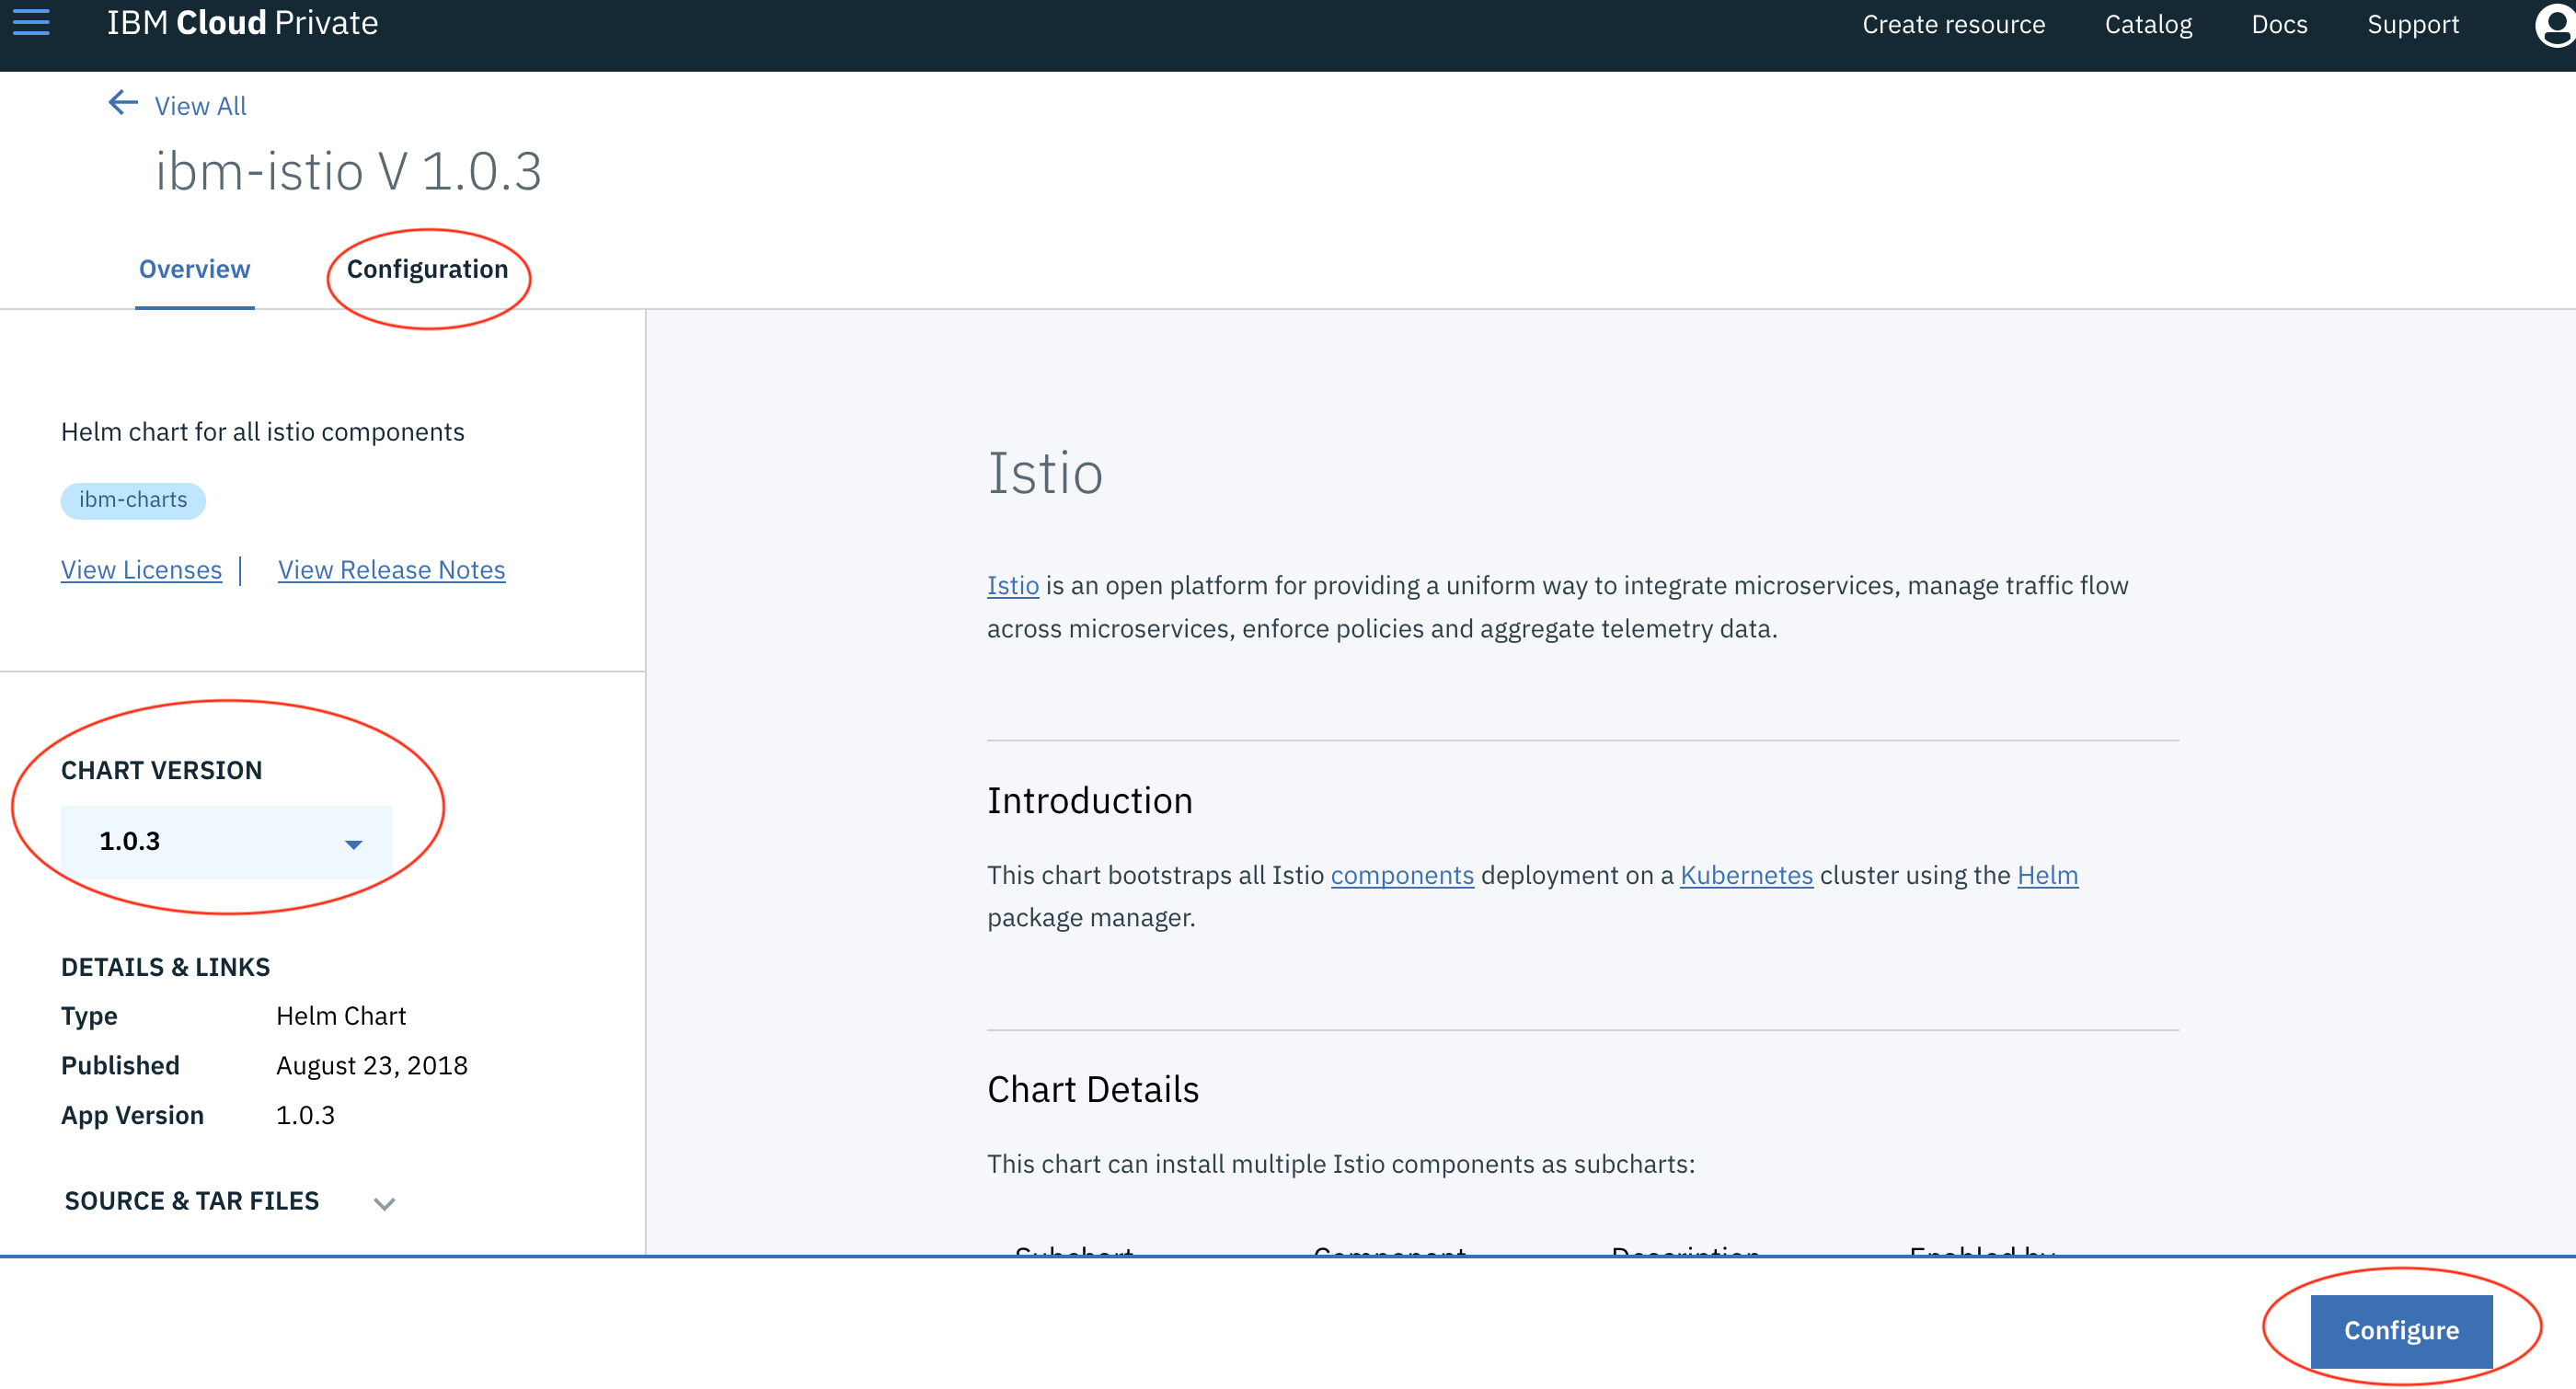 IBM Cloud Private
Create resource
Catalog
Docs
Support
View All
ibm-istio V 1.0.3
Overview
Configuration
Helm chart for all istio components
ibm-charts
View Licenses
View Release Notes
CHART VERSION
1.0.3
DETAILS & LINKS
Type Helm Chart
Published August 23, 2018
App Version 1.0.3
SOURCE & TAR FILES
Istio
Istio is an open platform for providing a uniform way to integrate microservices, manage traffic flow
across microservices, enforce policies and aggregate telemetry data.
Introduction
This chart bootstraps all Istio components deployment on a Kubernetes cluster using the Helm
package manager.
Chart Details
This chart can install multiple Istio components as subcharts:
Subchart Component Description Enabled by
Configure